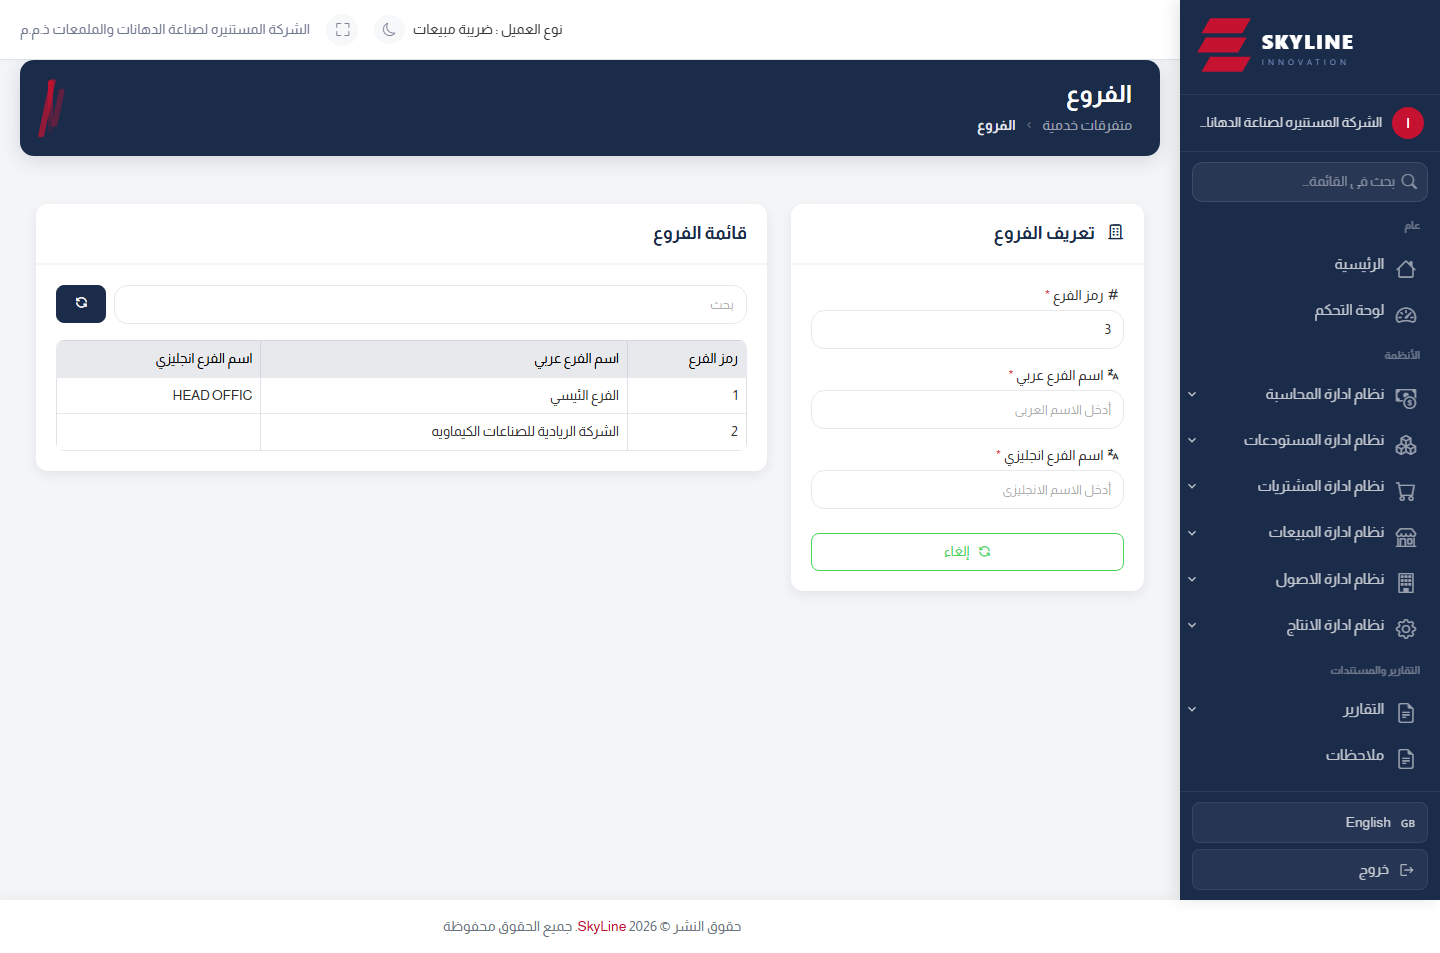 SKYLINE
INNOVATION
الشركة المستنيره لصناعة الدهانا...
بحث في القائمة...
عام
الرئيسية
لوحة التحكم
الأنظمة
نظام ادارة المحاسبة
نظام ادارة المستودعات
نظام ادارة المشتريات
نظام ادارة المبيعات
نظام ادارة الاصول
نظام ادارة الانتاج
التقارير والمستندات
التقارير
ملاحظات
GB English
خروج
نوع العميل : ضريبة مبيعات
الشركة المستنيره لصناعة الدهانات والملمعات ذ.م.م
الفروع
متفرقات خدمية › الفروع
تعريف الفروع
# رمز الفرع *
3
اسم الفرع عربي *
أدخل الاسم العربي
اسم الفرع انجليزي *
أدخل الاسم الانجليزي
إلغاء
قائمة الفروع
بحث
رمز الفرع اسم الفرع عربي اسم الفرع انجليزي
1 الفرع الئيسي HEAD OFFIC
2 الشركة الريادية للصناعات الكيماويه
حقوق النشر © 2026 SkyLine. جميع الحقوق محفوظة